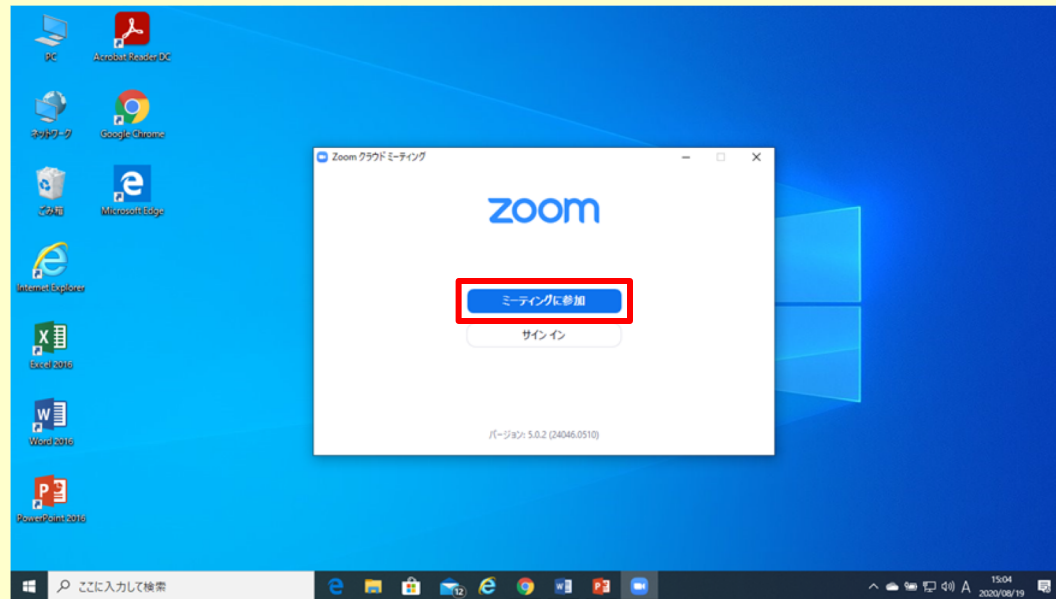 PC
Acrobat Reader DC
ネットワーク
Google Chrome
ごみ箱
Microsoft Edge
Internet Explorer
Excel 2016
Word 2016
PowerPoint 2016
Zoom クラウド ミーティング
zoom
ミーティングに参加
サイン イン
バージョン: 5.0.2 (24046.0510)
ここに入力して検索
12
A
15:04
2020/08/19